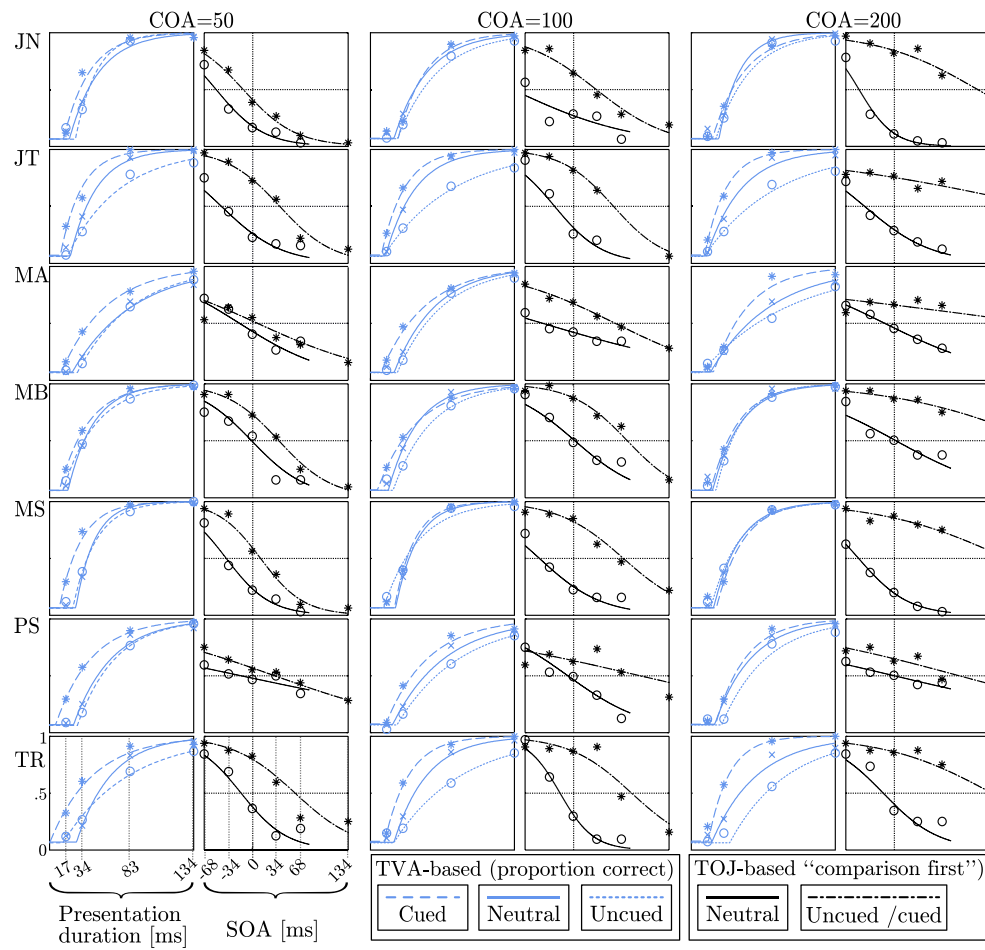 COA=50 COA=100 COA=200
JN
JT
MA
MB
MS
PS
TR
1
.5
0
17 34 83 134 -68 -34 0 34 68 134
Presentation duration [ms]
SOA [ms]
TVA-based (proportion correct)
Cued Neutral Uncued
TOJ-based “comparison first”)
Neutral Uncued /cued